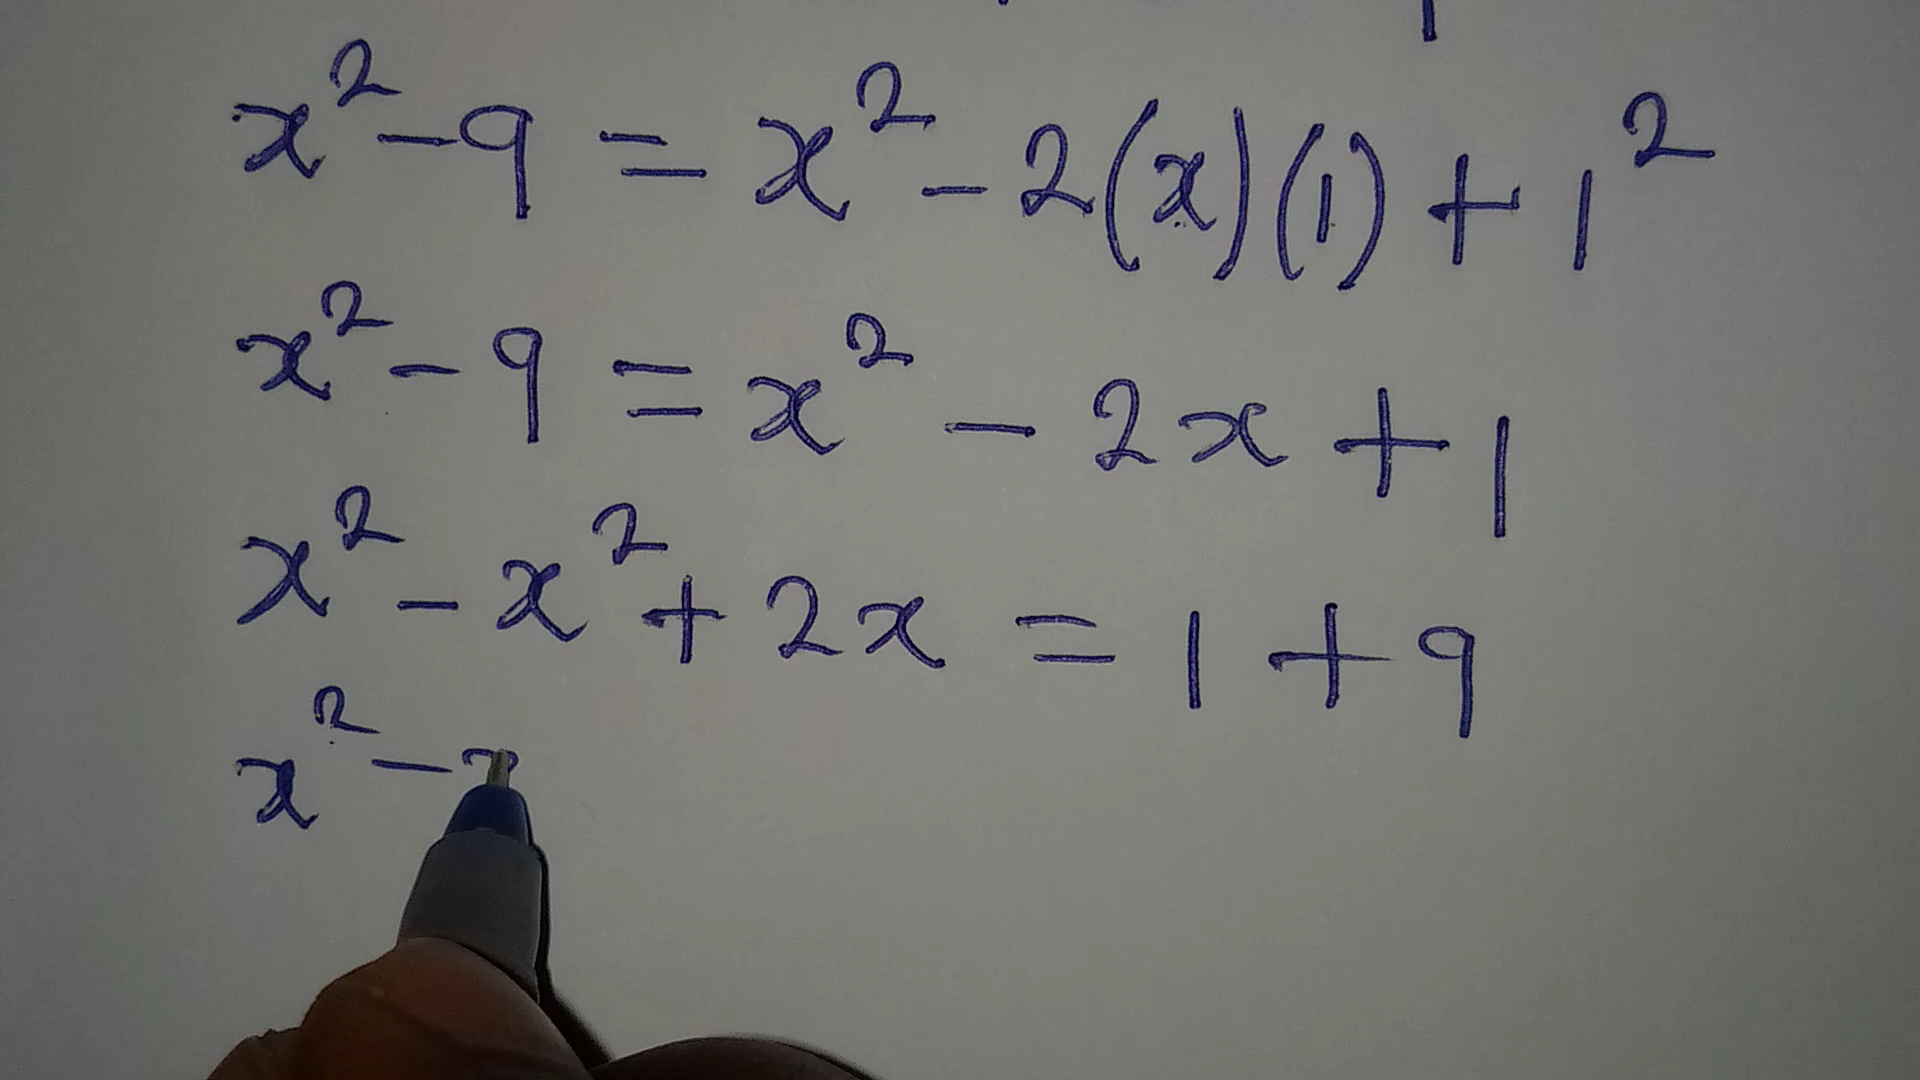 x² - 9 = x² - 2(x)(1) + 1²
x² - 9 = x² - 2x + 1
x² - x² + 2x = 1 + 9
x² -